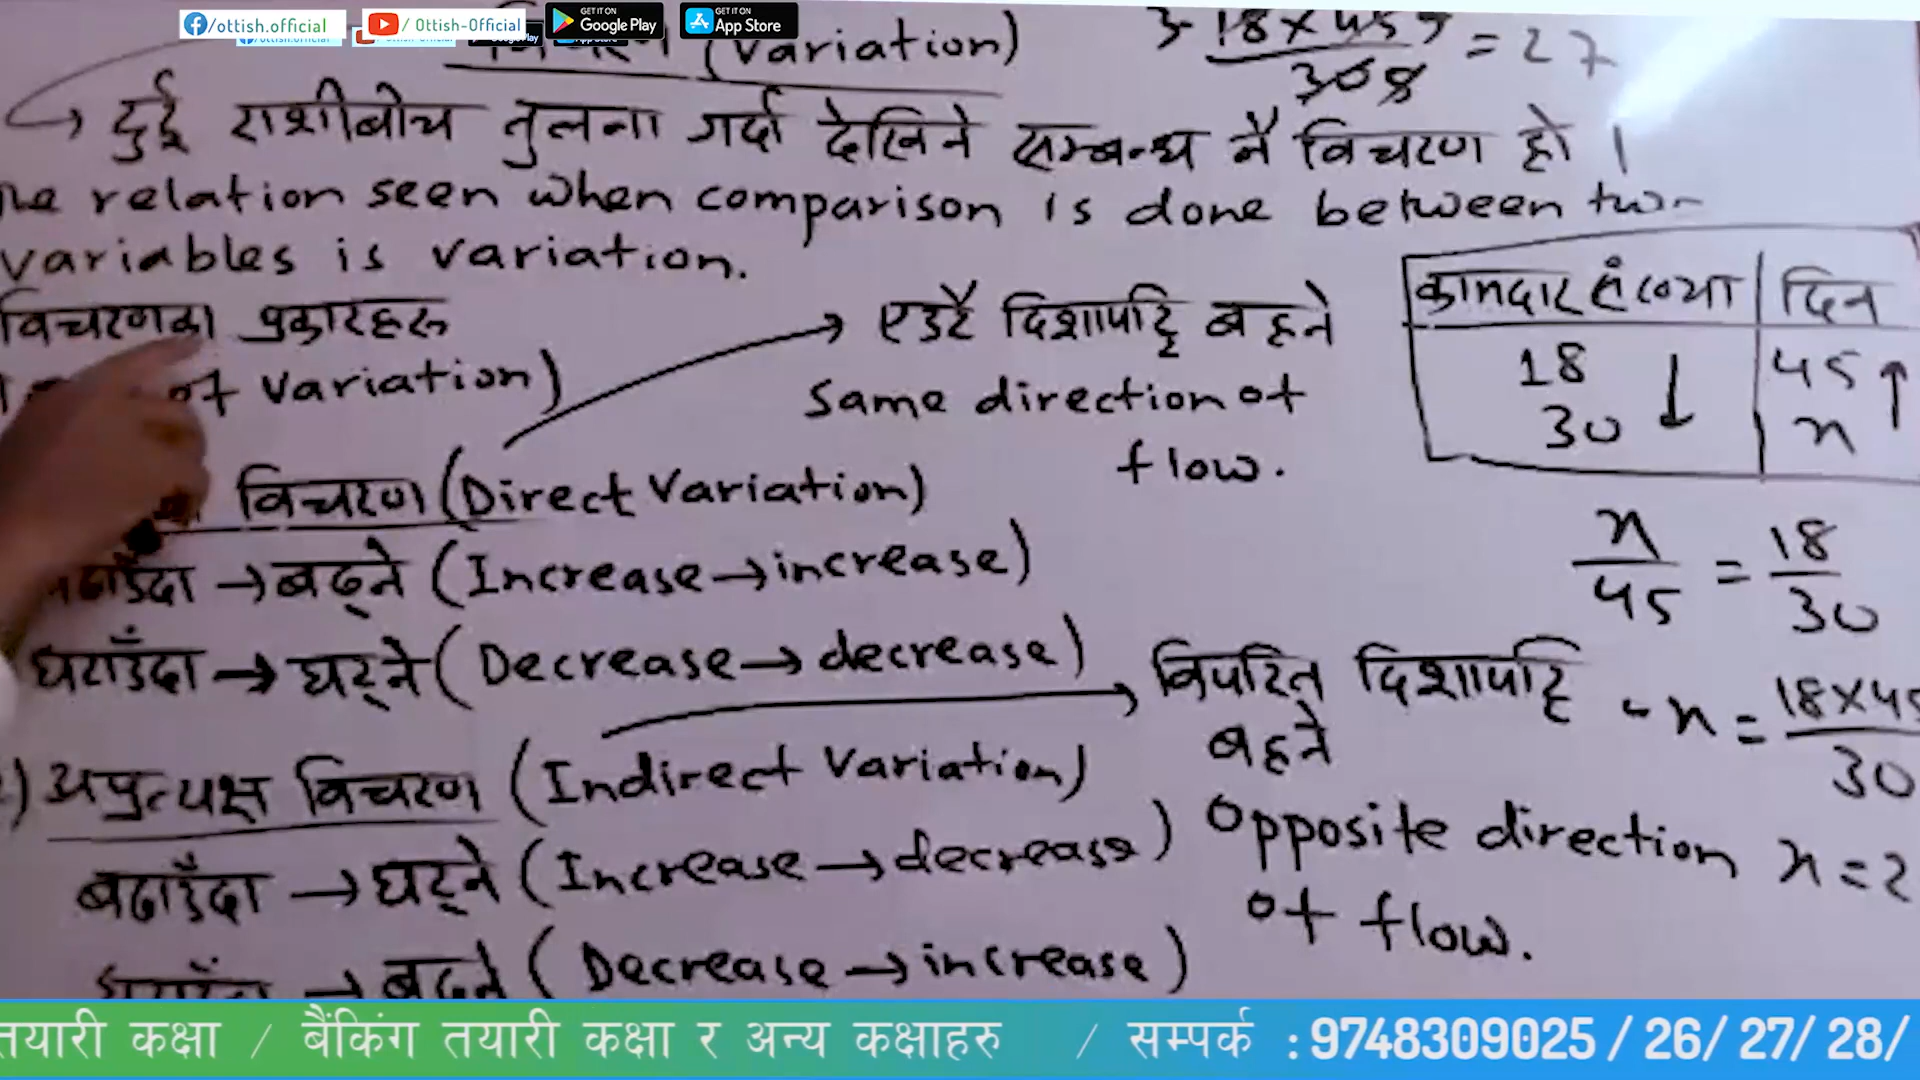 /ottish.official
/ Ottish-Official
GET IT ON Google Play
GET IT ON App Store
(Variation)
18×45
= 27
→ दुई राशीबीच तुलना गर्दा देखिने सम्बन्ध नै विचरण हो ।
relation seen when comparison is done between
variables is variation.
विचरणका प्रकारहरू
of Variation)
→ एउटै दिशापट्टि बहने
Same direction of
flow.
कामदार संख्या | दिन
18 ↓ 45 ↑
30 x
विचरण (Direct Variation)
→ बढ्ने (Increase → increase)
घटाउँदा → घट्ने (Decrease → decrease)
x/45 = 18/30
→ विपरित दिशापट्टि
बहने
x = 18×45/30
अप्रत्यक्ष विचरण (Indirect Variation)
Opposite direction
of flow.
x = 2
बढाउँदा → घट्ने (Increase → decrease)
→ बढ्ने (Decrease → increase)
तयारी कक्षा / बैंकिंग तयारी कक्षा र अन्य कक्षाहरु / सम्पर्क : 9748309025 / 26/ 27/ 28/